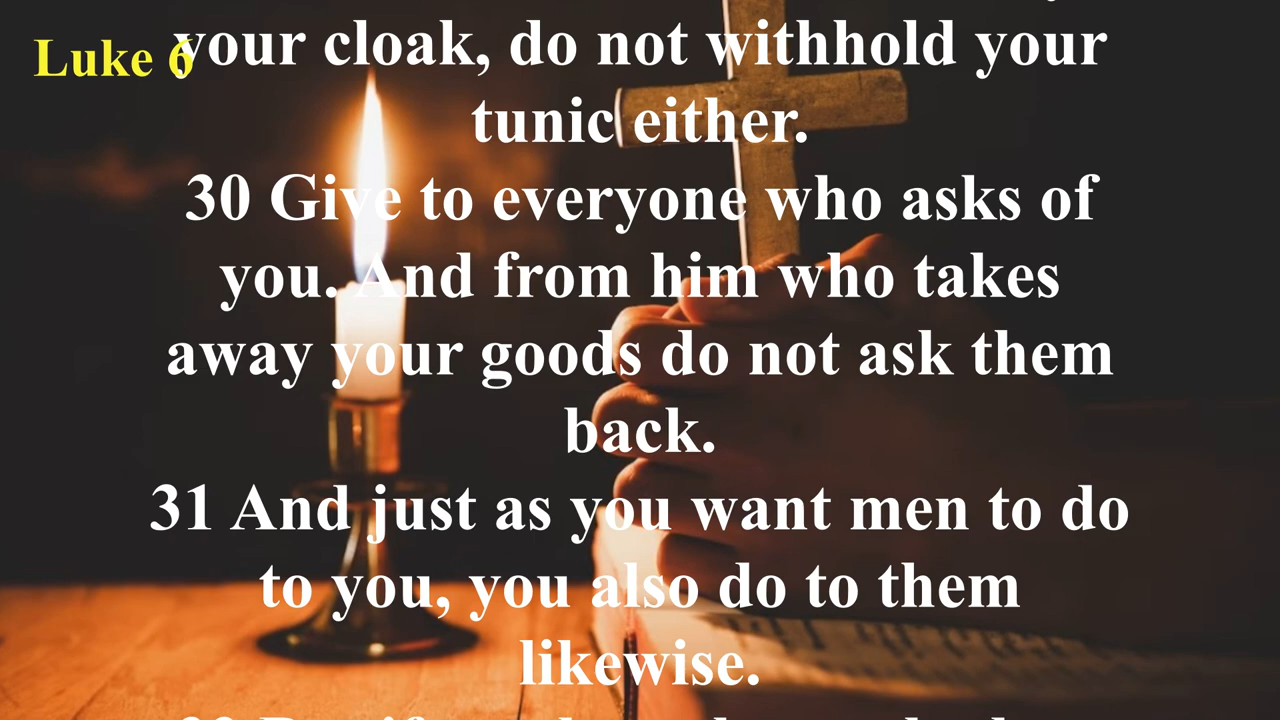 Luke 6
your cloak, do not withhold your
tunic either.
30 Give to everyone who asks of
you. And from him who takes
away your goods do not ask them
back.
31 And just as you want men to do
to you, you also do to them
likewise.